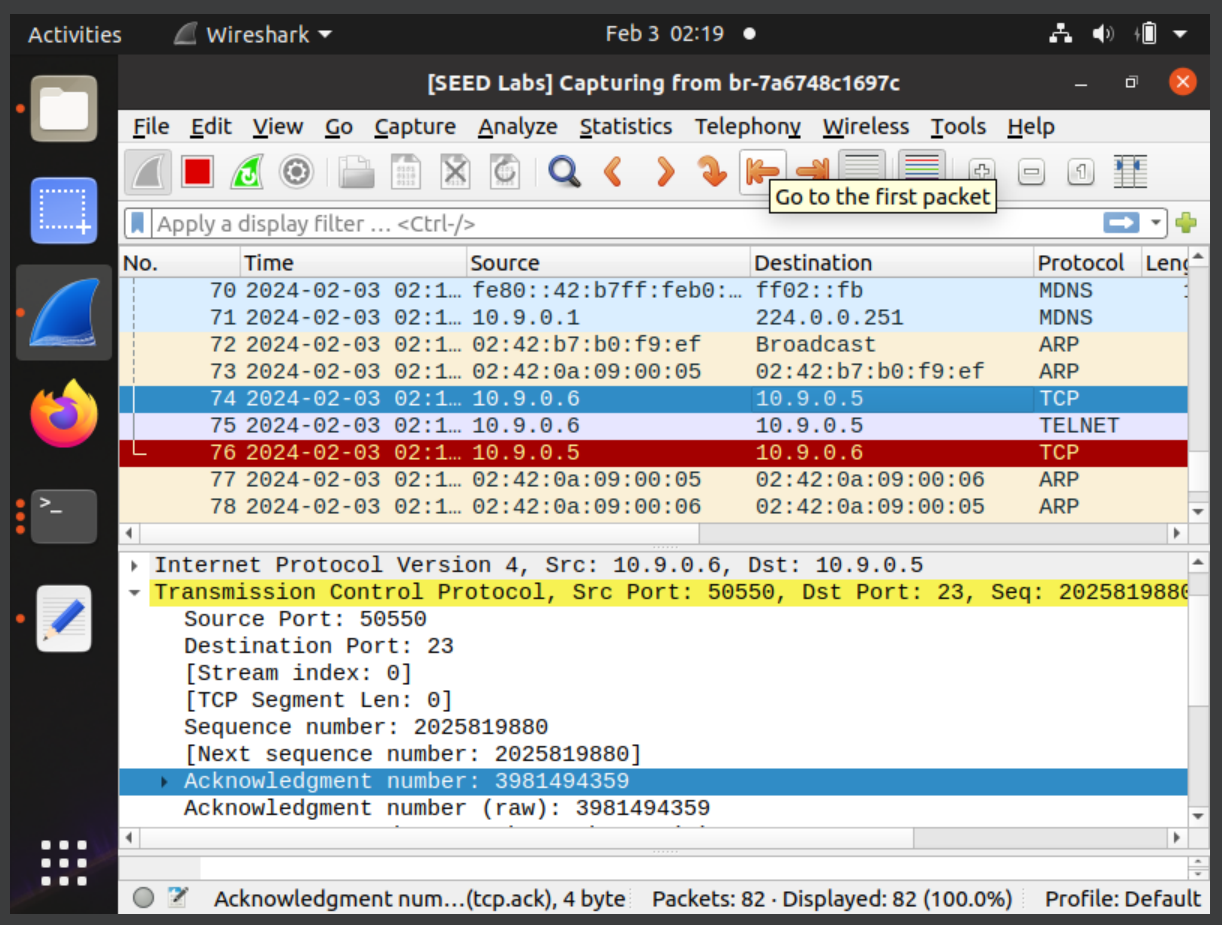 Activities Wireshark Feb 3 02:19
[SEED Labs] Capturing from br-7a6748c1697c
File Edit View Go Capture Analyze Statistics Telephony Wireless Tools Help
Go to the first packet
Apply a display filter … <Ctrl-/>
No. Time Source Destination Protocol Leng
70 2024-02-03 02:1… fe80::42:b7ff:feb0:… ff02::fb MDNS
71 2024-02-03 02:1… 10.9.0.1 224.0.0.251 MDNS
72 2024-02-03 02:1… 02:42:b7:b0:f9:ef Broadcast ARP
73 2024-02-03 02:1… 02:42:0a:09:00:05 02:42:b7:b0:f9:ef ARP
74 2024-02-03 02:1… 10.9.0.6 10.9.0.5 TCP
75 2024-02-03 02:1… 10.9.0.6 10.9.0.5 TELNET
76 2024-02-03 02:1… 10.9.0.5 10.9.0.6 TCP
77 2024-02-03 02:1… 02:42:0a:09:00:05 02:42:0a:09:00:06 ARP
78 2024-02-03 02:1… 02:42:0a:09:00:06 02:42:0a:09:00:05 ARP
Internet Protocol Version 4, Src: 10.9.0.6, Dst: 10.9.0.5
Transmission Control Protocol, Src Port: 50550, Dst Port: 23, Seq: 2025819880
Source Port: 50550
Destination Port: 23
[Stream index: 0]
[TCP Segment Len: 0]
Sequence number: 2025819880
[Next sequence number: 2025819880]
Acknowledgment number: 3981494359
Acknowledgment number (raw): 3981494359
Acknowledgment num…(tcp.ack), 4 byte Packets: 82 · Displayed: 82 (100.0%) Profile: Default